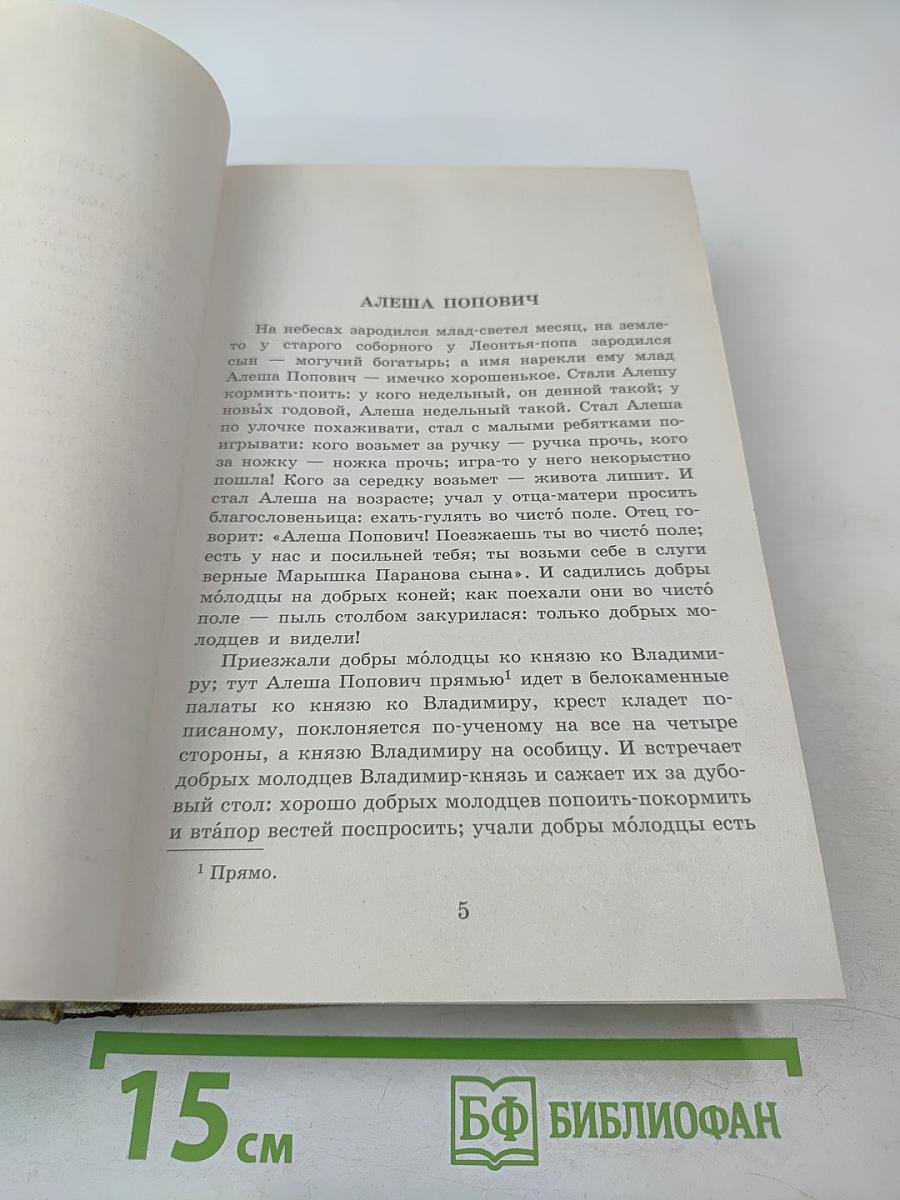 АЛЕША ПОПОВИЧ
На небесах зародился млад-светел месяц, на земле-
то у старого соборного у Леонтья-попа зародился
сын — могучий богатырь; а имя нарекли ему млад
Алеша Попович — имечко хорошенькое. Стали Алешу
кормить-поить: у кого недельный, он денной такой; у
новы́х годовой, Алеша недельный такой. Стал Алеша
по улочке похаживати, стал с малыми ребятками по-
игрывати: кого возьмет за ручку — ручка прочь, кого
за ножку — ножка прочь; игра-то у него некорыстно
пошла! Кого за середку возьмет — живота лишит. И
стал Алеша на возрасте; учал у отца-матери просить
благословеньица: ехать-гулять во чисто́ поле. Отец го-
ворит: «Алеша Попович! Поезжаешь ты во чисто́ поле;
есть у нас и посильней тебя; ты возьми себе в слуги
верные Марышка Паранова сына». И садились добры
мо́лодцы на добрых коней; как поехали они во чисто́
поле — пыль столбом закурилася: только добрых мо-
лодцев и видели!
Приезжали добры мо́лодцы ко князю ко Владими-
ру; тут Алеша Попович прямью¹ идет в белокаменные
палаты ко князю ко Владимиру, крест кладет по-
писаному, поклоняется по-ученому на все на четыре
стороны, а князю Владимиру на особицу. И встречает
добрых молодцев Владимир-князь и сажает их за дубо-
вый стол: хорошо добрых молодцев попоить-покормить
и вта́пор вестей поспросить; учали добры мо́лодцы есть
¹ Прямо.
5
15 см
БФ БИБЛИОФАН